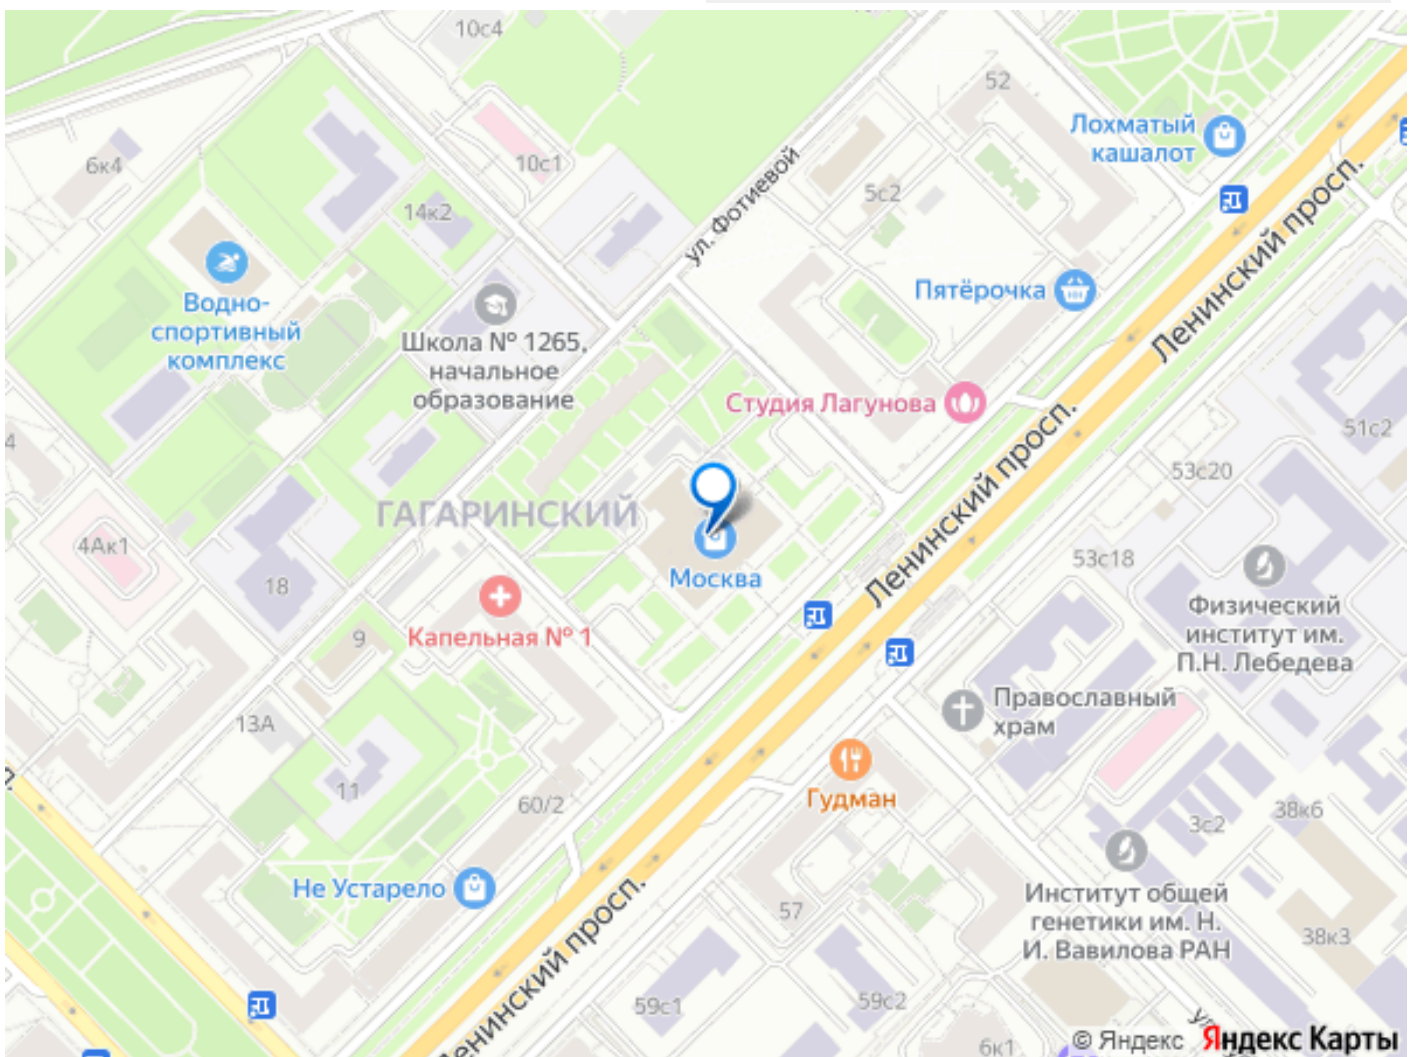 10с4
52
Лохматый
кашалот
6к4
10с1
5с2
14к2
ул. Фотиевой
Ленинский просп.
Водно-
спортивный
комплекс
Пятёрочка
Школа № 1265,
начальное
образование
Студия Лагунова
51с2
4
53с20
ГАГАРИНСКИЙ
Ленинский просп.
4Ак1
18
Москва
53с18
Физический
институт им.
П.Н. Лебедева
Капельная № 1
9
Православный
храм
13А
11
60/2
Гудман
38к6
3с2
Не Устарело
57
Институт общей
генетики им. Н.
И. Вавилова РАН
38к3
Ленинский просп.
59с1
59с2
ул.
6к1
© Яндекс Яндекс Карты